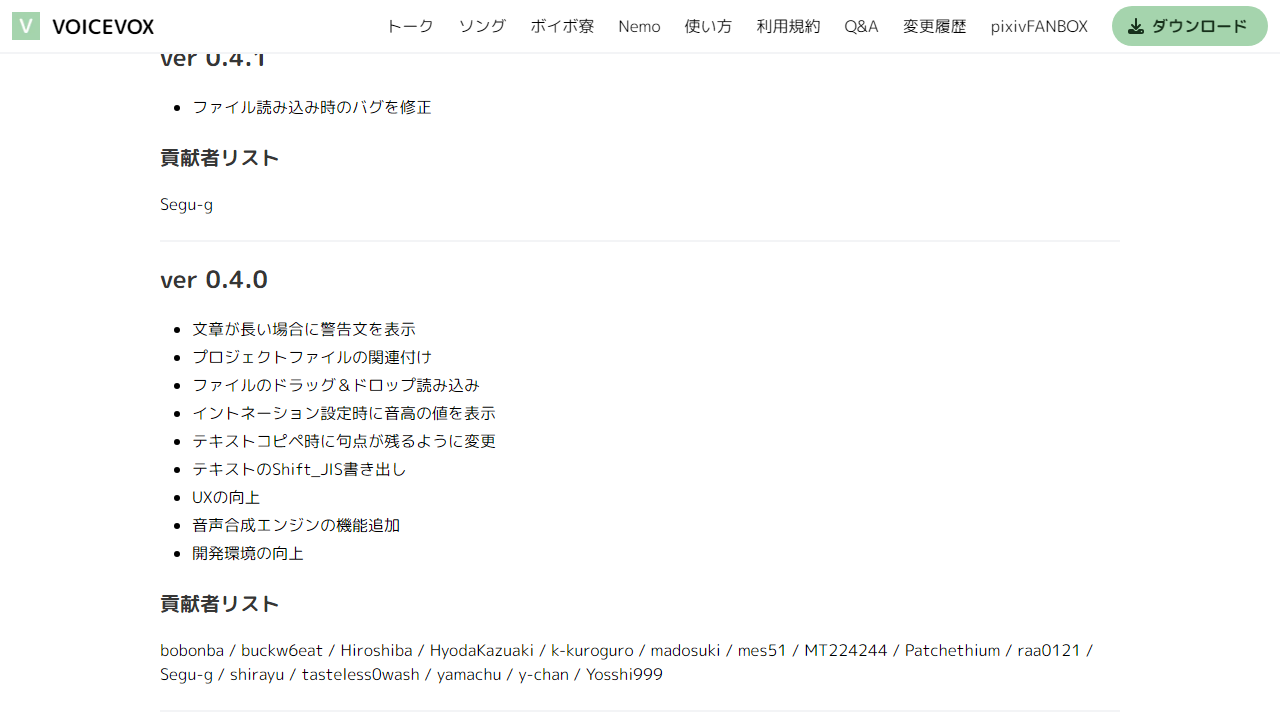 V VOICEVOX トーク ソング ボイボ寮 Nemo 使い方 利用規約 Q&A 変更履歴 pixivFANBOX ダウンロード
ver 0.4.1
ファイル読み込み時のバグを修正
貢献者リスト
Segu-g
ver 0.4.0
文章が長い場合に警告文を表示
プロジェクトファイルの関連付け
ファイルのドラッグ＆ドロップ読み込み
イントネーション設定時に音高の値を表示
テキストコピペ時に句点が残るように変更
テキストのShift_JIS書き出し
UXの向上
音声合成エンジンの機能追加
開発環境の向上
貢献者リスト
bobonba / buckw6eat / Hiroshiba / HyodaKazuaki / k-kuroguro / madosuki / mes51 / MT224244 / Patchethium / raa0121 /
Segu-g / shirayu / tasteless0wash / yamachu / y-chan / Yosshi999